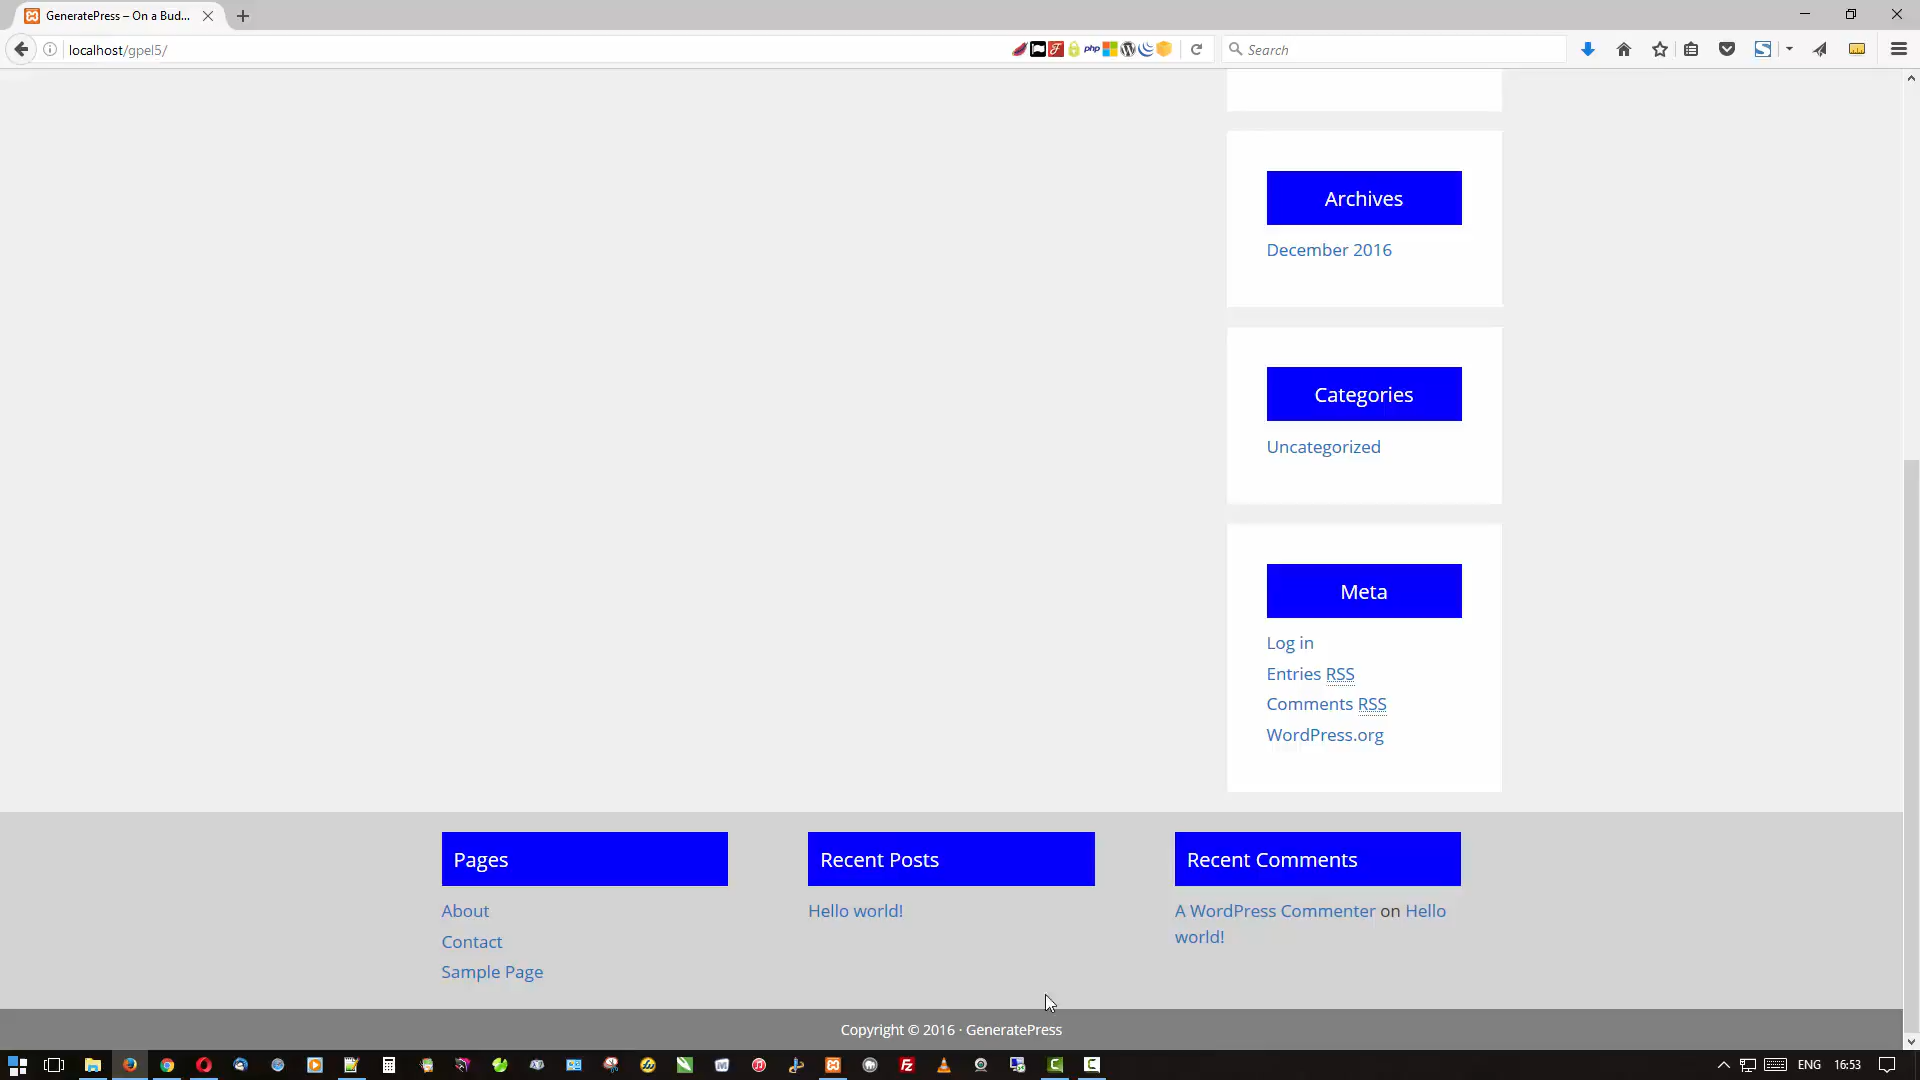 GeneratePress – On a Bud...
localhost/gpel5/
php
Search
Archives
December 2016
Categories
Uncategorized
Meta
Log in
Entries RSS
Comments RSS
WordPress.org
Pages
About
Contact
Sample Page
Recent Posts
Hello world!
Recent Comments
A WordPress Commenter on Hello
world!
Copyright © 2016 · GeneratePress
ENG
16:53